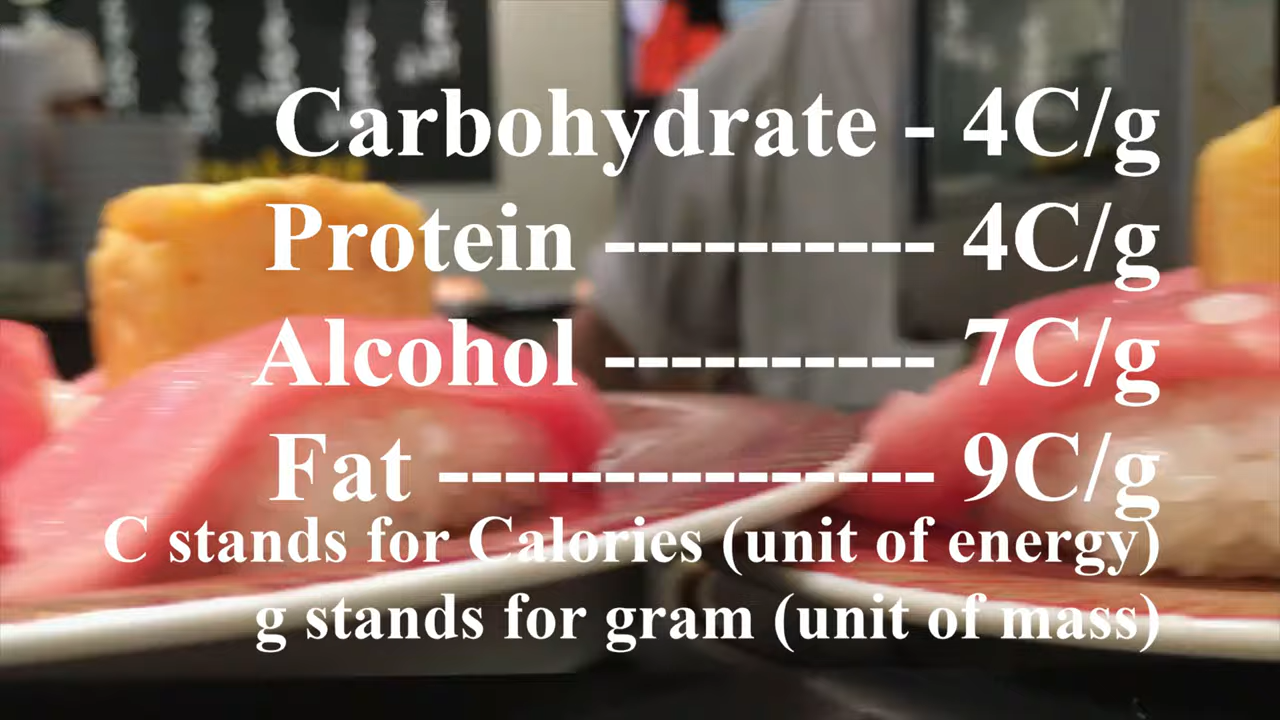 Carbohydrate - 4C/g
Protein ---------- 4C/g
Alcohol ---------- 7C/g
Fat --------------- 9C/g
C stands for Calories (unit of energy)
g stands for gram (unit of mass)